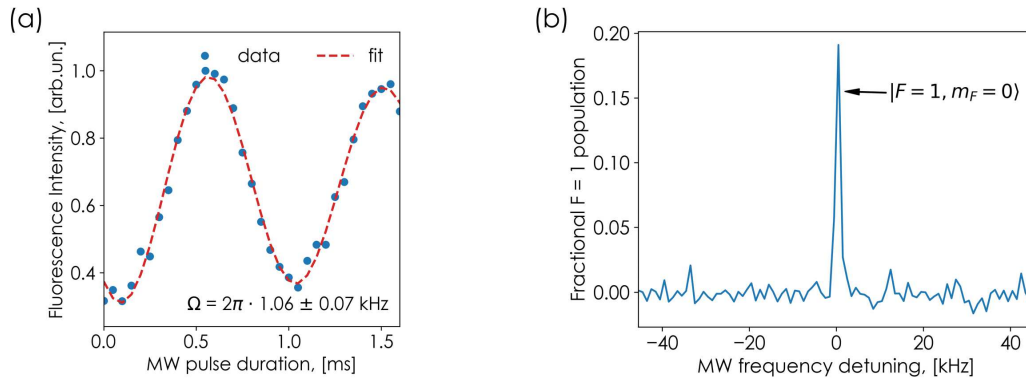 (a)
Fluorescence Intensity, [arb.un.]
1.0
0.8
0.6
0.4
data
fit
Ω = 2π · 1.06 ± 0.07 kHz
0.0
0.5
1.0
1.5
MW pulse duration, [ms]
(b)
Fractional F = 1 population
0.20
0.15
0.10
0.05
0.00
|F = 1, m_F = 0⟩
−40
−20
0
20
40
MW frequency detuning, [kHz]